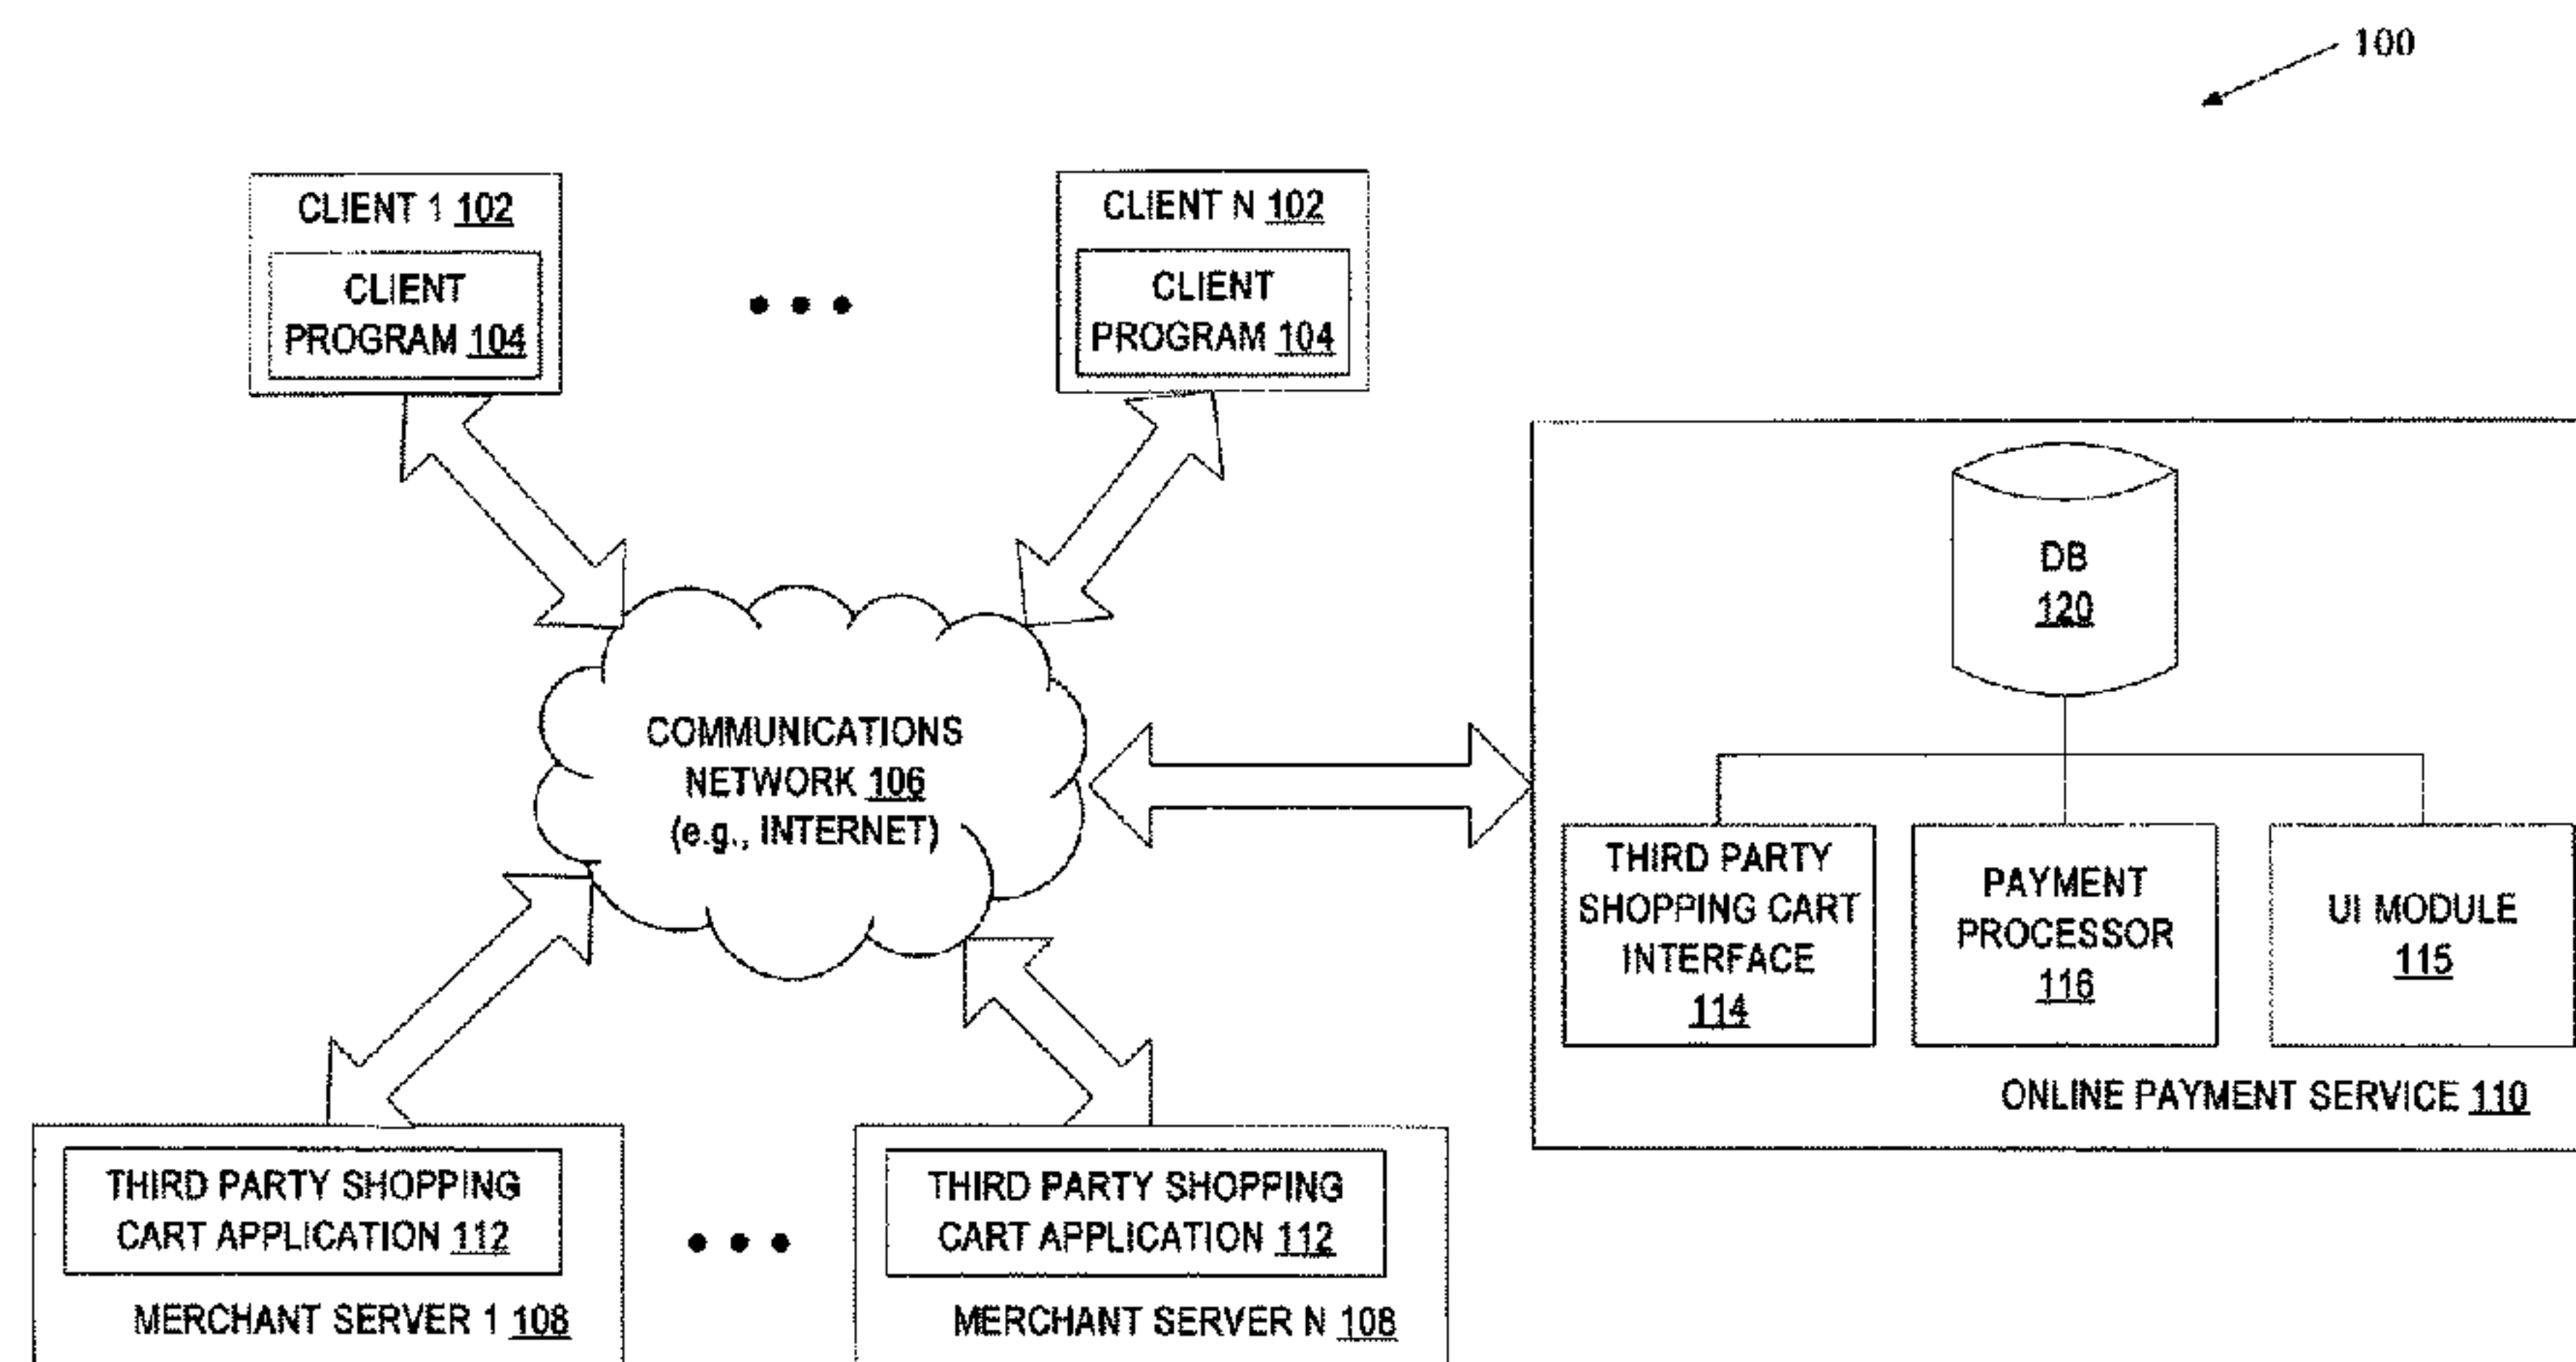 100
CLIENT 1 102
CLIENT
PROGRAM 104
CLIENT N 102
CLIENT
PROGRAM 104
COMMUNICATIONS
NETWORK 106
(e.g., INTERNET)
DB
120
THIRD PARTY
SHOPPING CART
INTERFACE
114
PAYMENT
PROCESSOR
116
UI MODULE
115
ONLINE PAYMENT SERVICE 110
THIRD PARTY SHOPPING
CART APPLICATION 112
MERCHANT SERVER 1 108
THIRD PARTY SHOPPING
CART APPLICATION 112
MERCHANT SERVER N 108